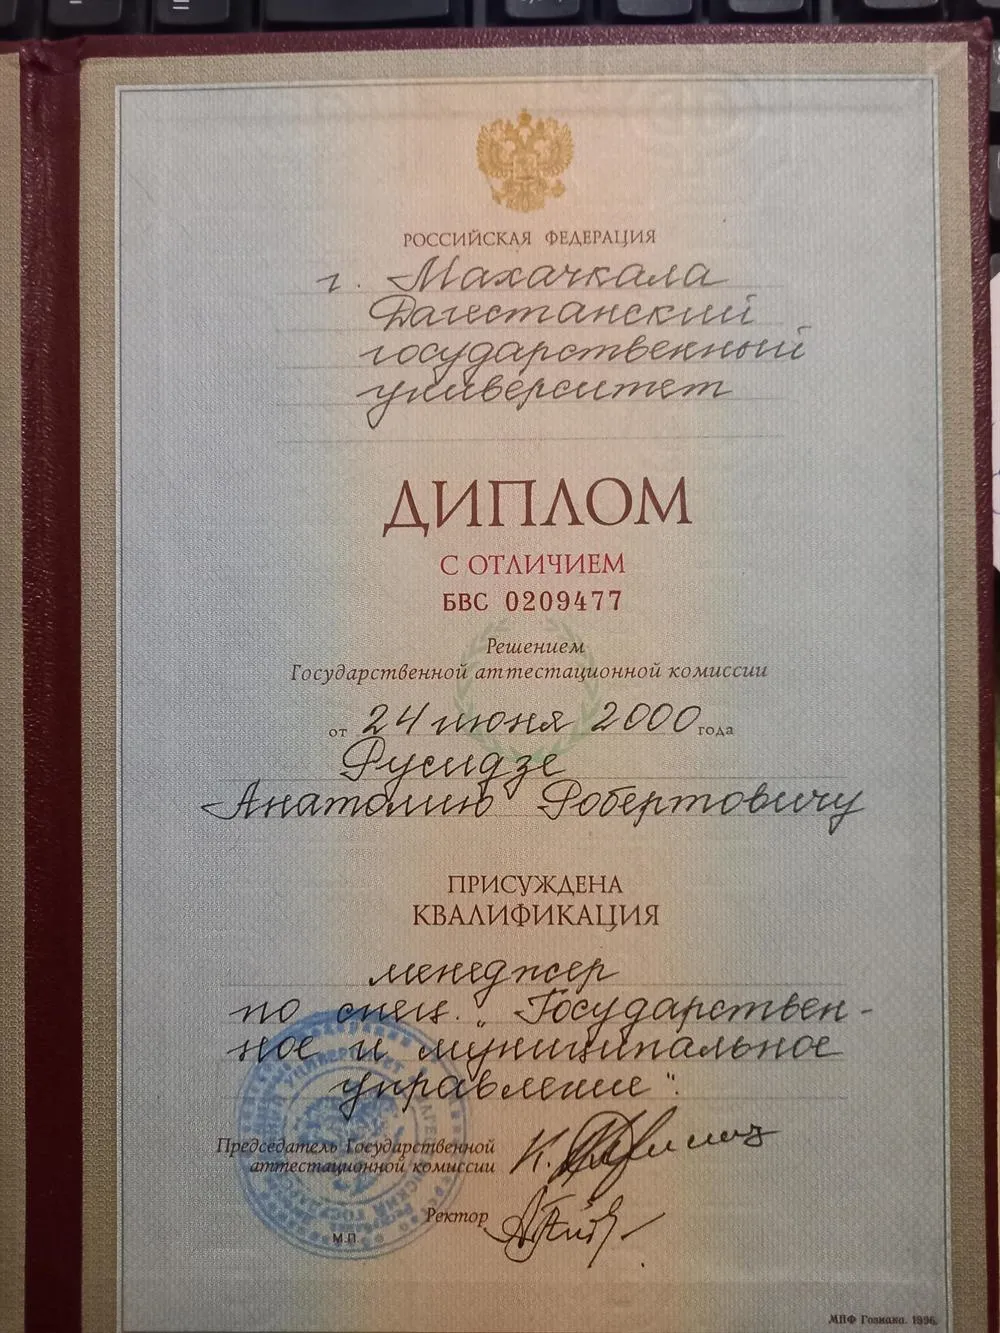 РОССИЙСКАЯ ФЕДЕРАЦИЯ
г. Махачкала
Дагестанский
государственный
университет
ДИПЛОМ
С ОТЛИЧИЕМ
БВС 0209477
Решением
Государственной аттестационной комиссии
от 24 июня 2000 года
Русидзе
Анатолию Робертовичу
ПРИСУЖДЕНА
КВАЛИФИКАЦИЯ
менеджер
по спец. „Государствен-
ное и муниципальное
управление“.
Председатель Государственной
аттестационной комиссии
Ректор
М.П.
МПФ Гознака. 1996.